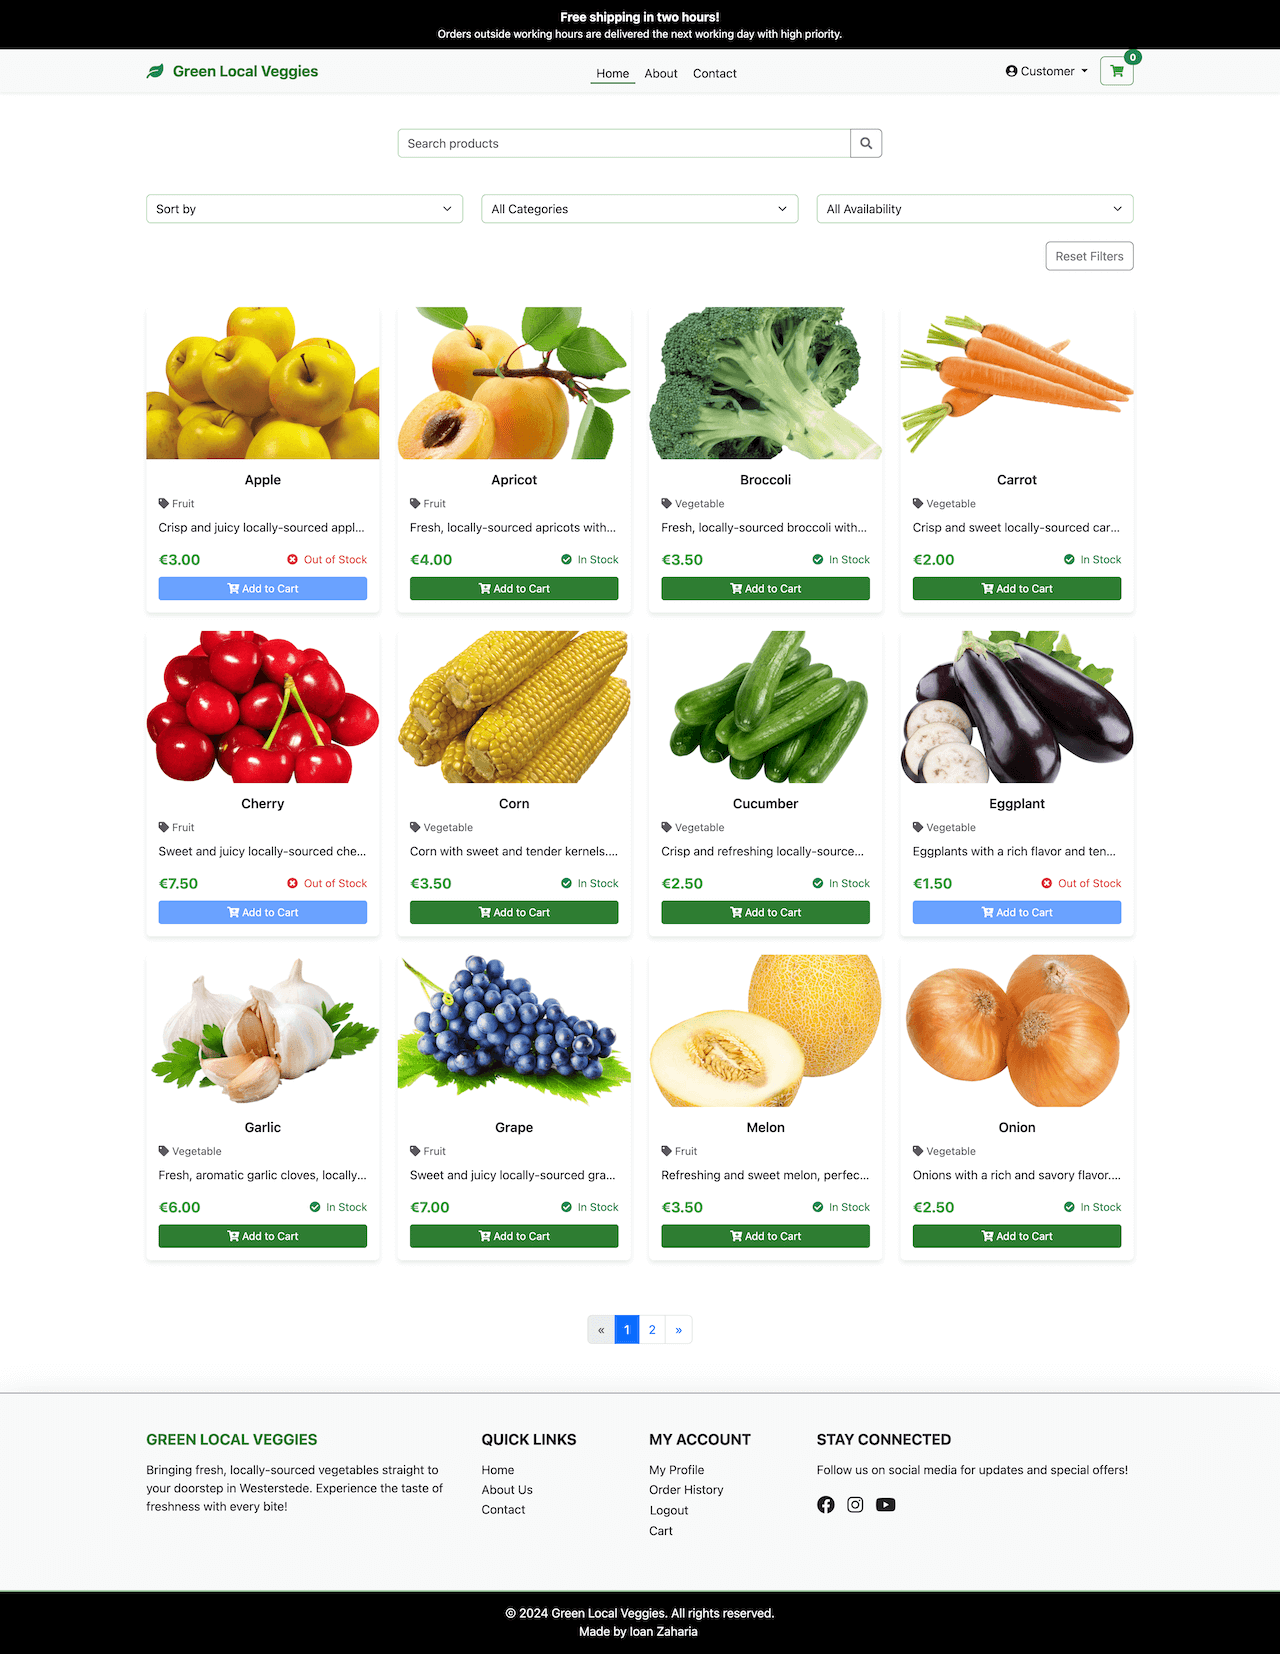 Free shipping in two hours!
Orders outside working hours are delivered the next working day with high priority.
Green Local Veggies
Home About Contact
Customer
0
Search products
Sort by
All Categories
All Availability
Reset Filters
Apple
Fruit
Crisp and juicy locally-sourced appl...
€3.00 Out of Stock
Add to Cart
Apricot
Fruit
Fresh, locally-sourced apricots with...
€4.00 In Stock
Add to Cart
Broccoli
Vegetable
Fresh, locally-sourced broccoli with...
€3.50 In Stock
Add to Cart
Carrot
Vegetable
Crisp and sweet locally-sourced car...
€2.00 In Stock
Add to Cart
Cherry
Fruit
Sweet and juicy locally-sourced che...
€7.50 Out of Stock
Add to Cart
Corn
Vegetable
Corn with sweet and tender kernels....
€3.50 In Stock
Add to Cart
Cucumber
Vegetable
Crisp and refreshing locally-source...
€2.50 In Stock
Add to Cart
Eggplant
Vegetable
Eggplants with a rich flavor and ten...
€1.50 Out of Stock
Add to Cart
Garlic
Vegetable
Fresh, aromatic garlic cloves, locally...
€6.00 In Stock
Add to Cart
Grape
Fruit
Sweet and juicy locally-sourced gra...
€7.00 In Stock
Add to Cart
Melon
Fruit
Refreshing and sweet melon, perfec...
€3.50 In Stock
Add to Cart
Onion
Vegetable
Onions with a rich and savory flavor....
€2.50 In Stock
Add to Cart
« 1 2 »
GREEN LOCAL VEGGIES
Bringing fresh, locally-sourced vegetables straight to
your doorstep in Westerstede. Experience the taste of
freshness with every bite!
QUICK LINKS
Home
About Us
Contact
MY ACCOUNT
My Profile
Order History
Logout
Cart
STAY CONNECTED
Follow us on social media for updates and special offers!
© 2024 Green Local Veggies. All rights reserved.
Made by Ioan Zaharia